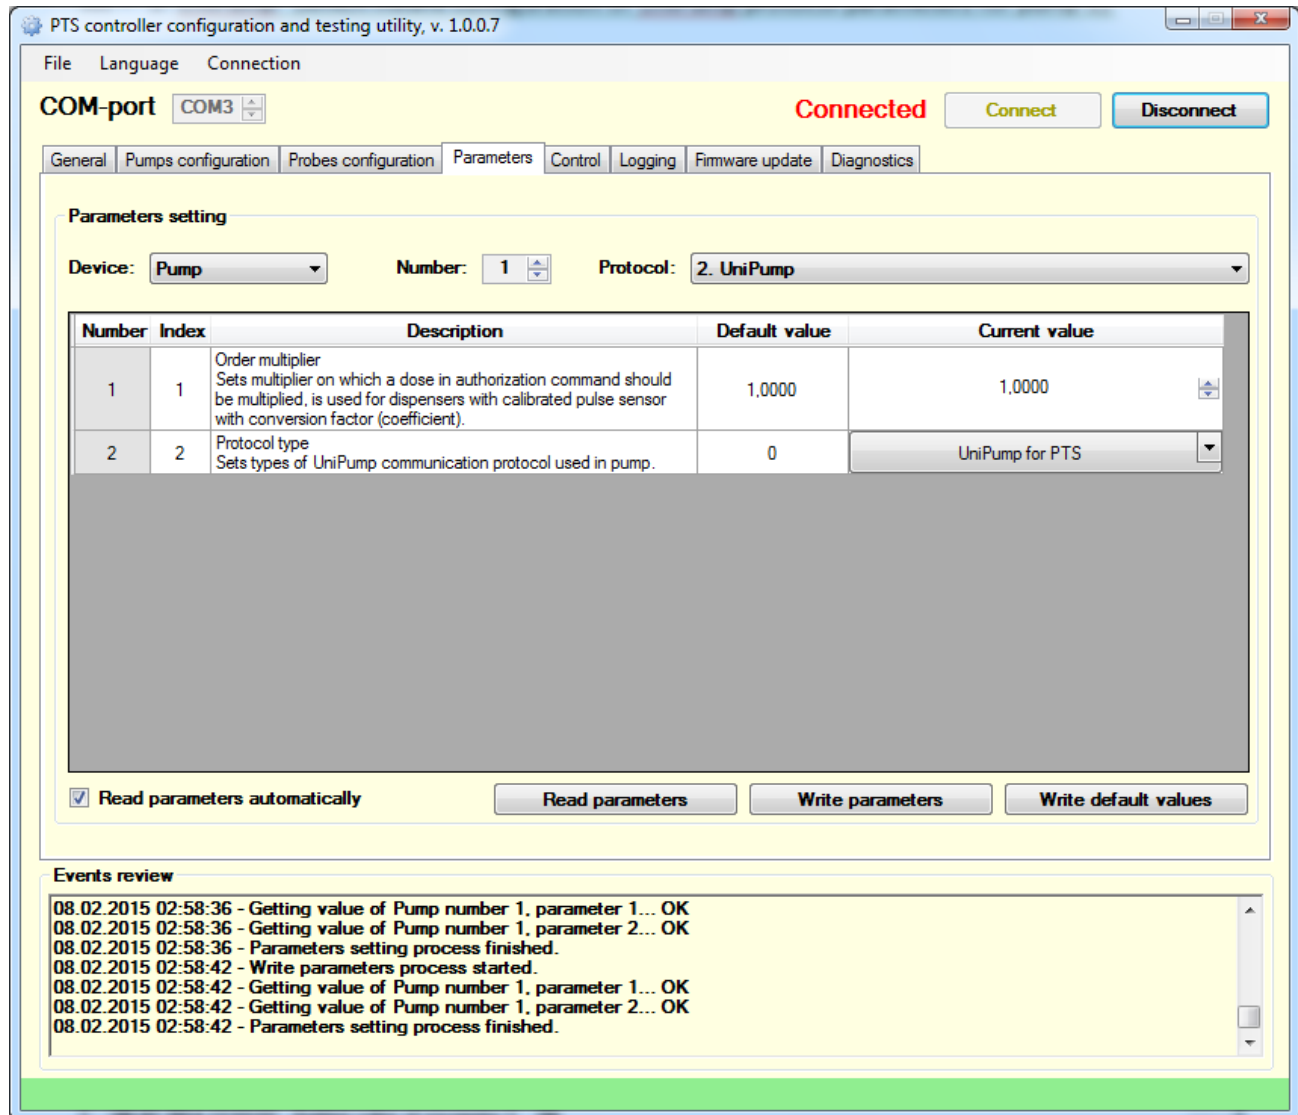 PTS controller configuration and testing utility, v. 1.0.0.7
File Language Connection
COM-port COM3 Connected Connect Disconnect
General Pumps configuration Probes configuration Parameters Control Logging Firmware update Diagnostics
Parameters setting
Device: Pump Number: 1 Protocol: 2. UniPump
Number Index Description Default value Current value
1 1 Order multiplier
Sets multiplier on which a dose in authorization command should
be multiplied, is used for dispensers with calibrated pulse sensor
with conversion factor (coefficient).
1,0000 1,0000
2 2 Protocol type
Sets types of UniPump communication protocol used in pump.
0 UniPump for PTS
Read parameters automatically Read parameters Write parameters Write default values
Events review
08.02.2015 02:58:36 - Getting value of Pump number 1, parameter 1... OK
08.02.2015 02:58:36 - Getting value of Pump number 1, parameter 2... OK
08.02.2015 02:58:36 - Parameters setting process finished.
08.02.2015 02:58:42 - Write parameters process started.
08.02.2015 02:58:42 - Getting value of Pump number 1, parameter 1... OK
08.02.2015 02:58:42 - Getting value of Pump number 1, parameter 2... OK
08.02.2015 02:58:42 - Parameters setting process finished.